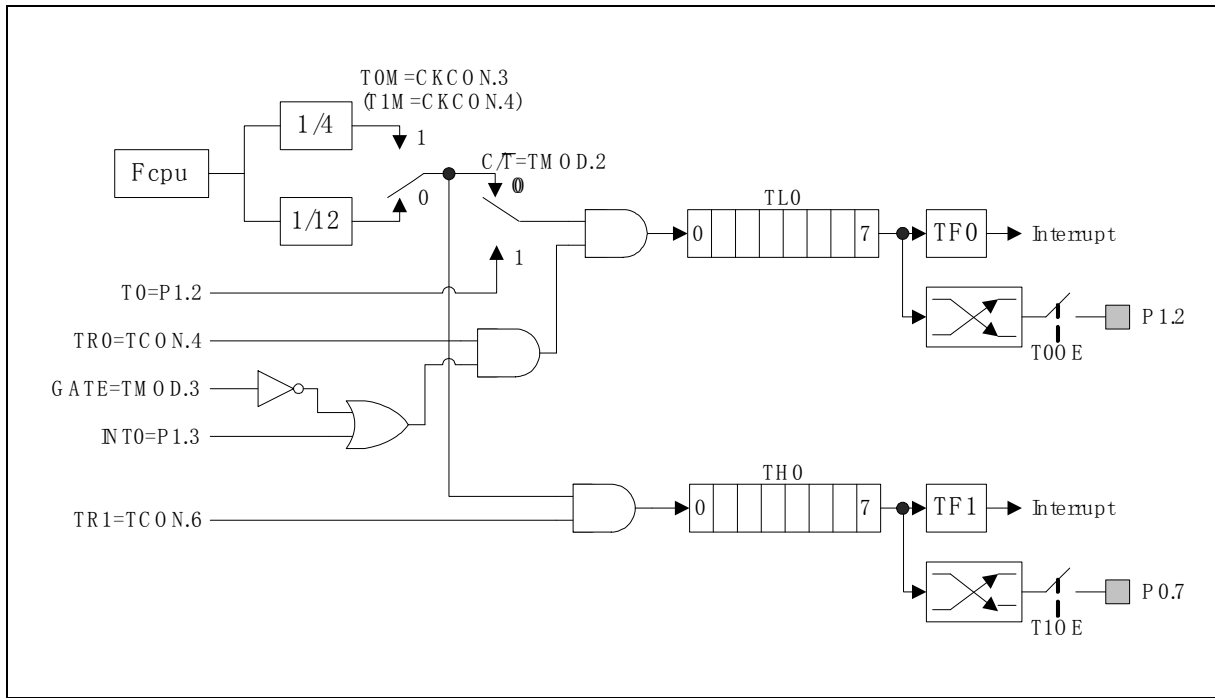 T0M=CKCON.3
(T1M=CKCON.4)
1/4
1
Fcpu
C/T=TMOD.2
0
0
1/12
TL0
0 7
TF0
Interrupt
1
T0=P1.2
P1.2
T0OE
TR0=TCON.4
GATE=TMOD.3
INT0=P1.3
TH0
0 7
TF1
Interrupt
TR1=TCON.6
P0.7
T1OE